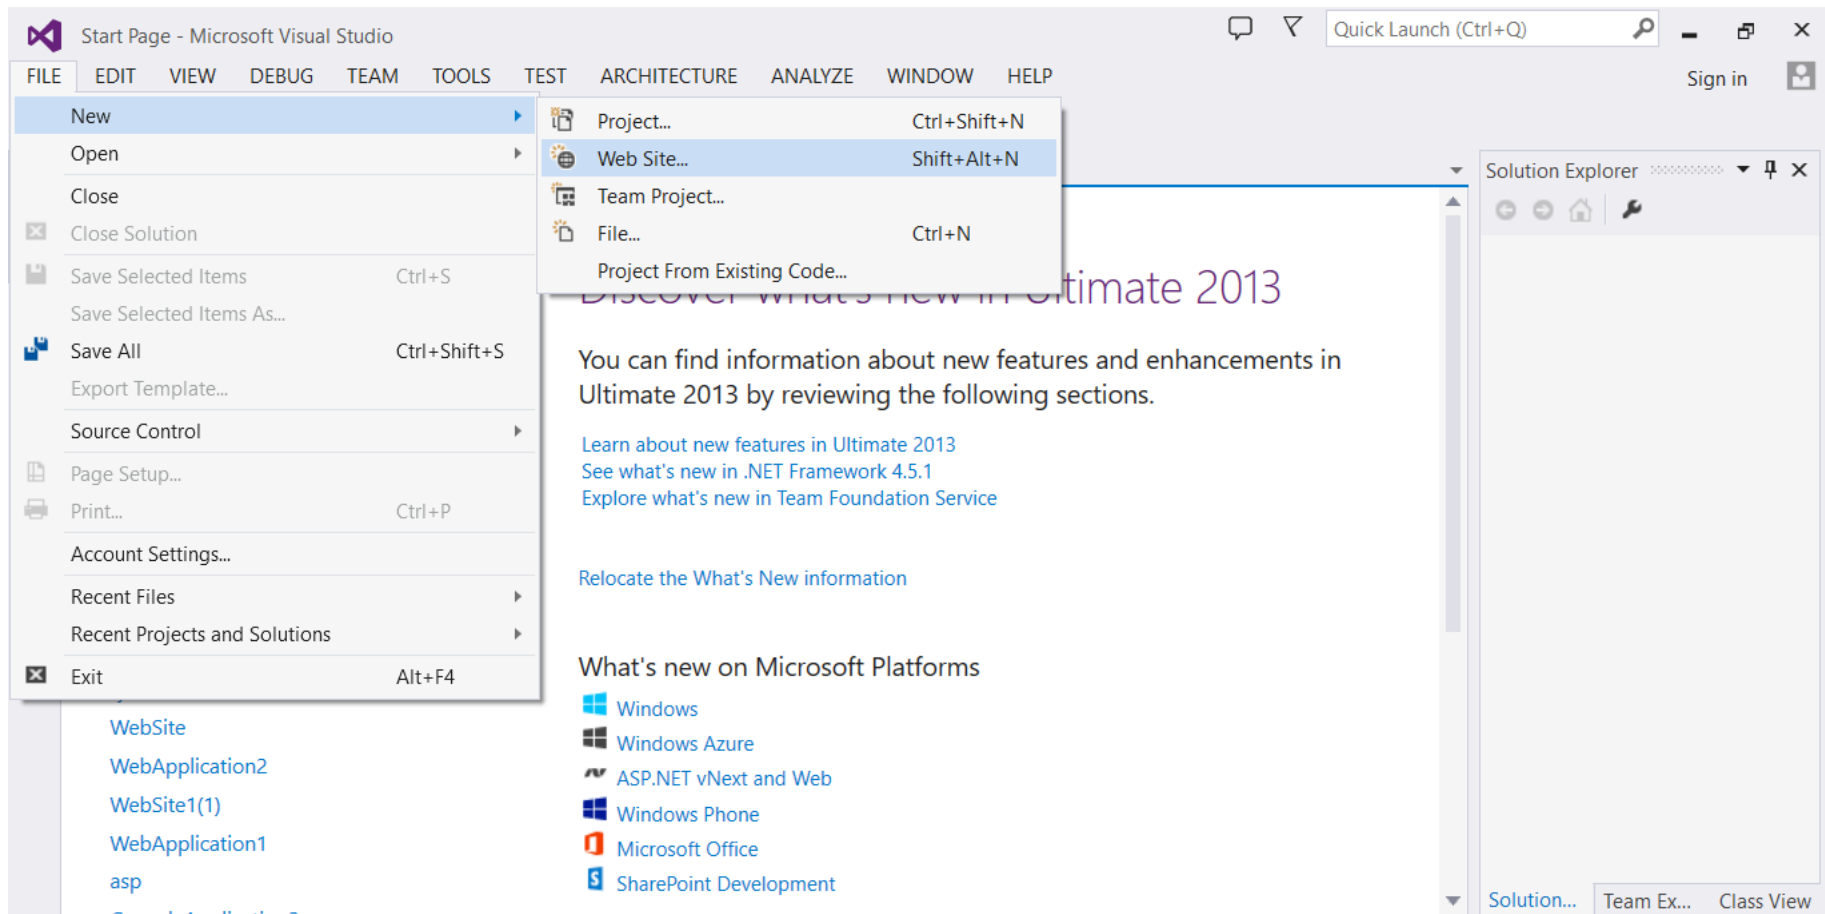 Start Page - Microsoft Visual Studio
Quick Launch (Ctrl+Q)
FILE EDIT VIEW DEBUG TEAM TOOLS TEST ARCHITECTURE ANALYZE WINDOW HELP
Sign in
New
Open
Close
Close Solution
Save Selected Items Ctrl+S
Save Selected Items As...
Save All Ctrl+Shift+S
Export Template...
Source Control
Page Setup...
Print... Ctrl+P
Account Settings...
Recent Files
Recent Projects and Solutions
Exit Alt+F4
Project... Ctrl+Shift+N
Web Site... Shift+Alt+N
Team Project...
File... Ctrl+N
Project From Existing Code...
WebSite
WebApplication2
WebSite1(1)
WebApplication1
asp
Discover what's new in Ultimate 2013
You can find information about new features and enhancements in
Ultimate 2013 by reviewing the following sections.
Learn about new features in Ultimate 2013
See what's new in .NET Framework 4.5.1
Explore what's new in Team Foundation Service
Relocate the What's New information
What's new on Microsoft Platforms
Windows
Windows Azure
ASP.NET vNext and Web
Windows Phone
Microsoft Office
SharePoint Development
Solution Explorer
Solution... Team Ex... Class View